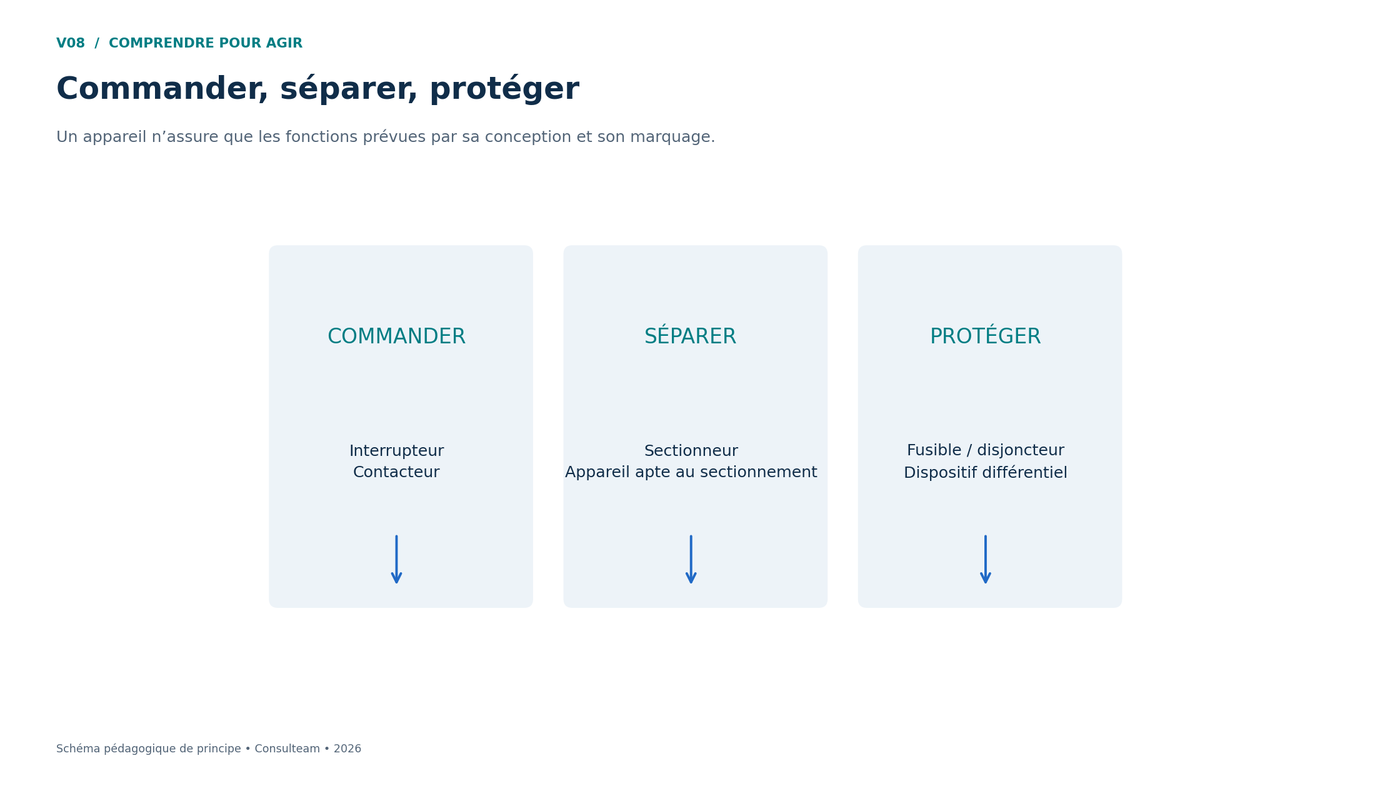 V08 / COMPRENDRE POUR AGIR
Commander, séparer, protéger
Un appareil n’assure que les fonctions prévues par sa conception et son marquage.
COMMANDER
Interrupteur
Contacteur
SÉPARER
Sectionneur
Appareil apte au sectionnement
PROTÉGER
Fusible / disjoncteur
Dispositif différentiel
Schéma pédagogique de principe • Consulteam • 2026